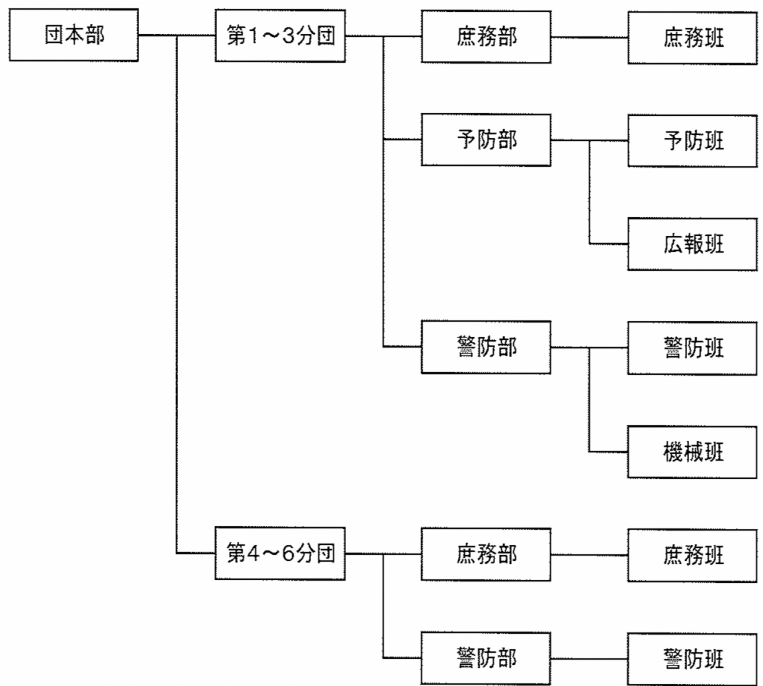 団本部
第1～3分団
庶務部
庶務班
予防部
予防班
広報班
警防部
警防班
機械班
第4～6分団
庶務部
庶務班
警防部
警防班